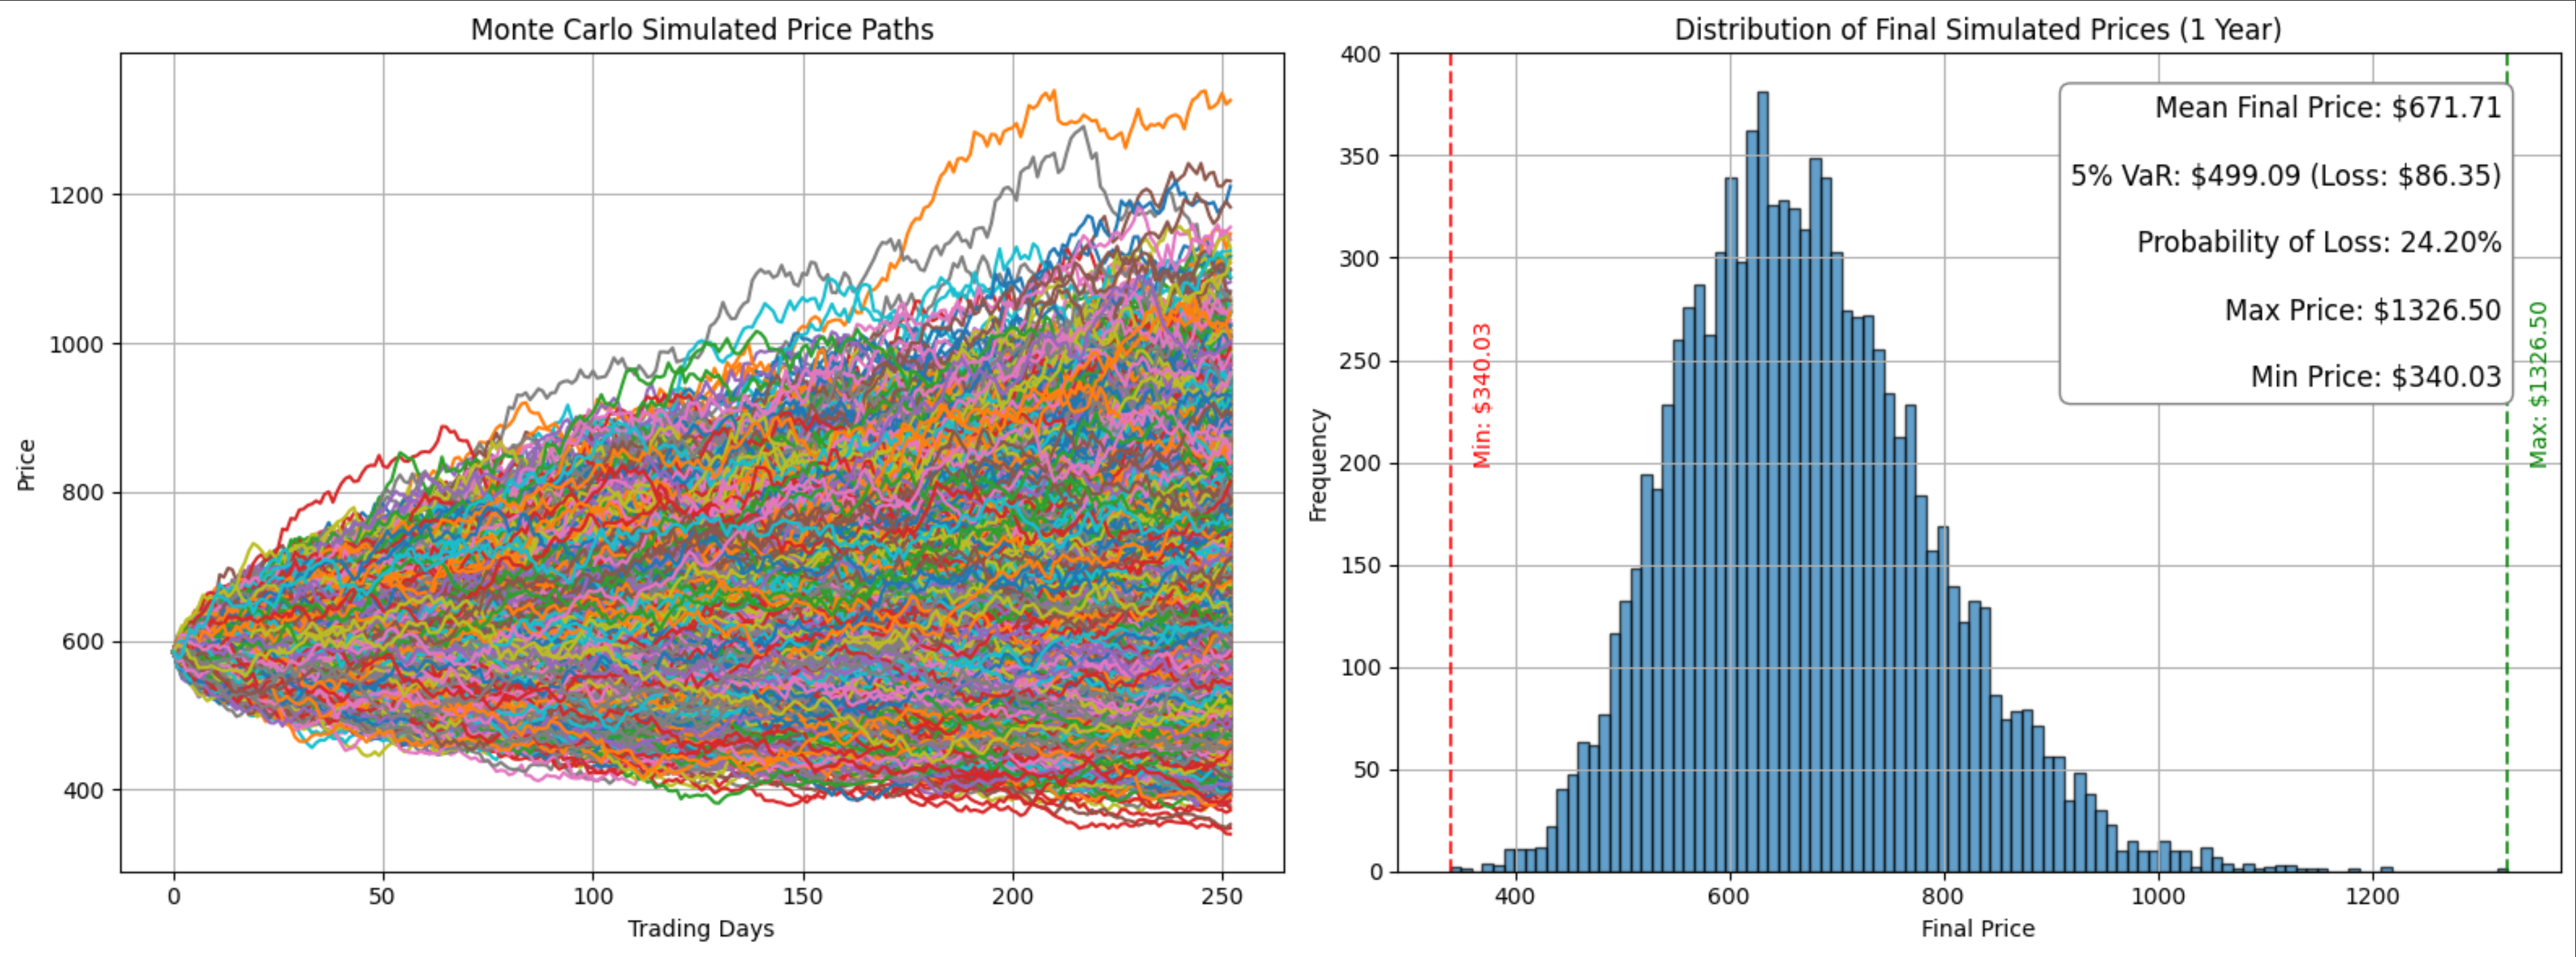 Monte Carlo Simulated Price Paths
Price
1200
1000
800
600
400
0 50 100 150 200 250
Trading Days
Distribution of Final Simulated Prices (1 Year)
Frequency
400
350
300
250
200
150
100
50
0
Min: $340.03
Mean Final Price: $671.71
5% VaR: $499.09 (Loss: $86.35)
Probability of Loss: 24.20%
Max Price: $1326.50
Min Price: $340.03
Max: $1326.50
400 600 800 1000 1200
Final Price